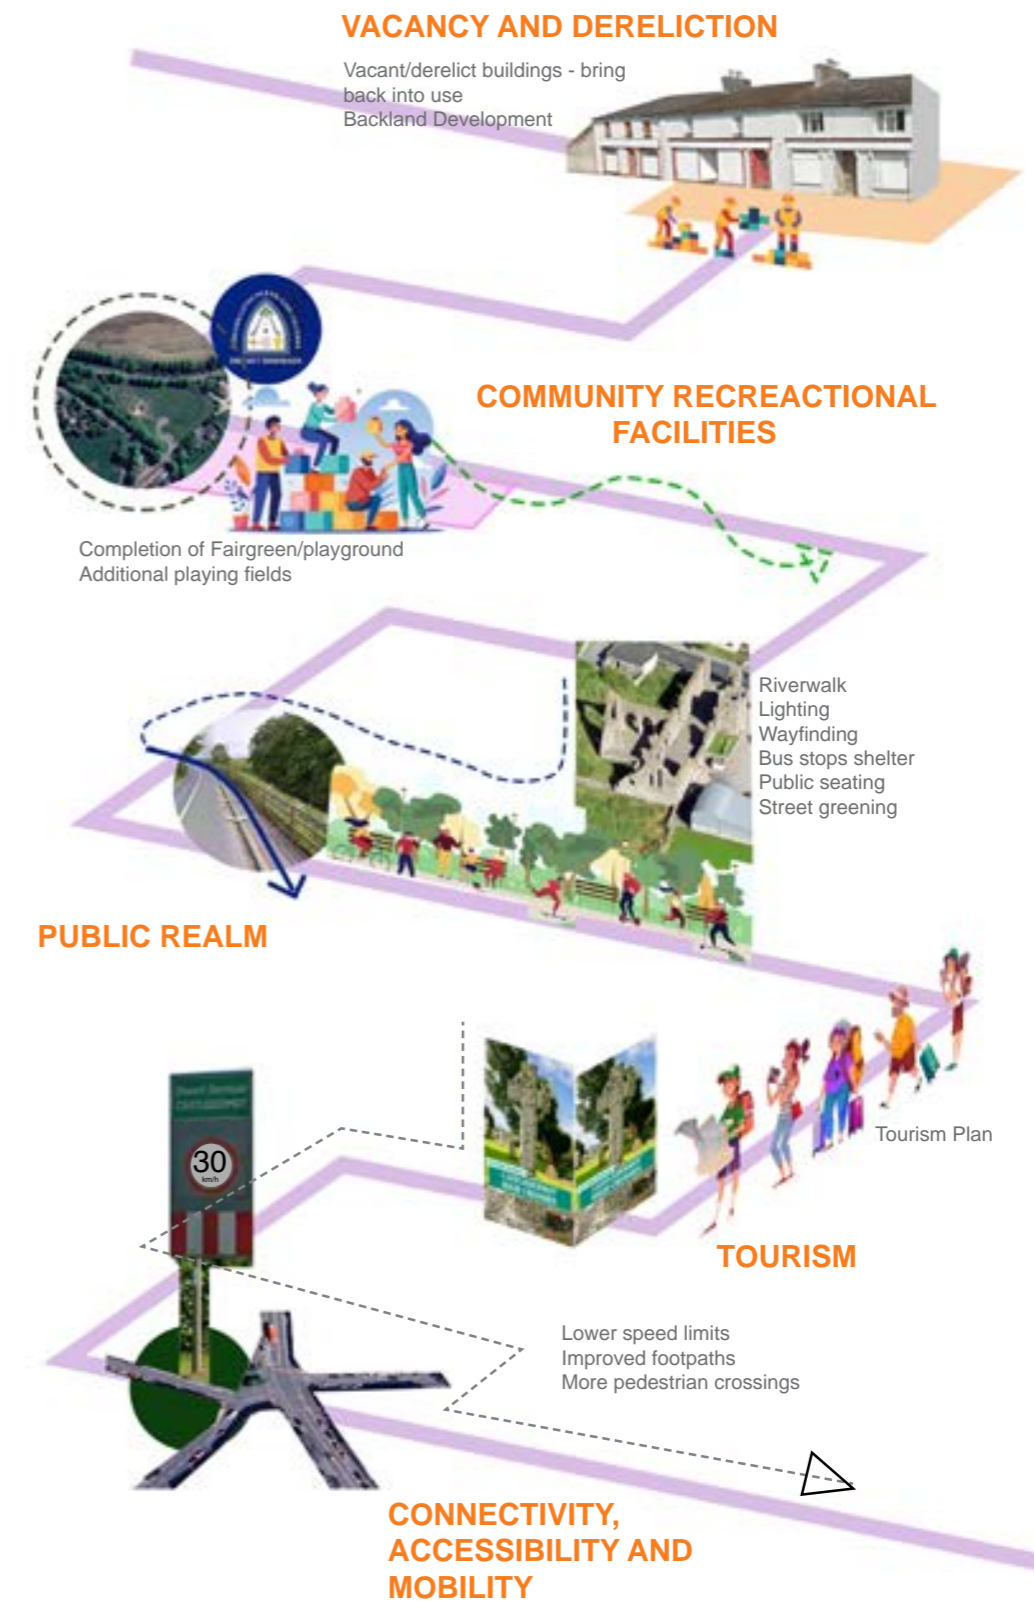 VACANCY AND DERELICTION
Vacant/derelict buildings - bring
back into use
Backland Development
COMMUNITY RECREACTIONAL
FACILITIES
Completion of Fairgreen/playground
Additional playing fields
Riverwalk
Lighting
Wayfinding
Bus stops shelter
Public seating
Street greening
PUBLIC REALM
Tourism Plan
TOURISM
CASTLEDERMOT
30
km/h
Lower speed limits
Improved footpaths
More pedestrian crossings
CONNECTIVITY,
ACCESSIBILITY AND
MOBILITY